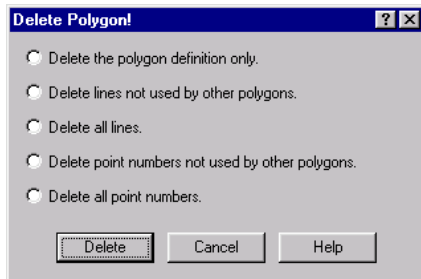 Delete Polygon!
Delete the polygon definition only.
Delete lines not used by other polygons.
Delete all lines.
Delete point numbers not used by other polygons.
Delete all point numbers.
Delete Cancel Help